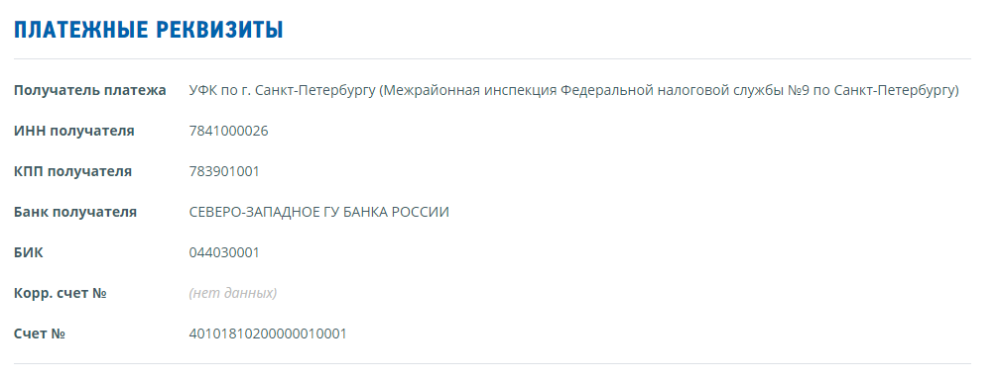 ПЛАТЕЖНЫЕ РЕКВИЗИТЫ
Получатель платежа УФК по г. Санкт-Петербургу (Межрайонная инспекция Федеральной налоговой службы №9 по Санкт-Петербургу)
ИНН получателя 7841000026
КПП получателя 783901001
Банк получателя СЕВЕРО-ЗАПАДНОЕ ГУ БАНКА РОССИИ
БИК 044030001
Корр. счет № (нет данных)
Счет № 40101810200000010001